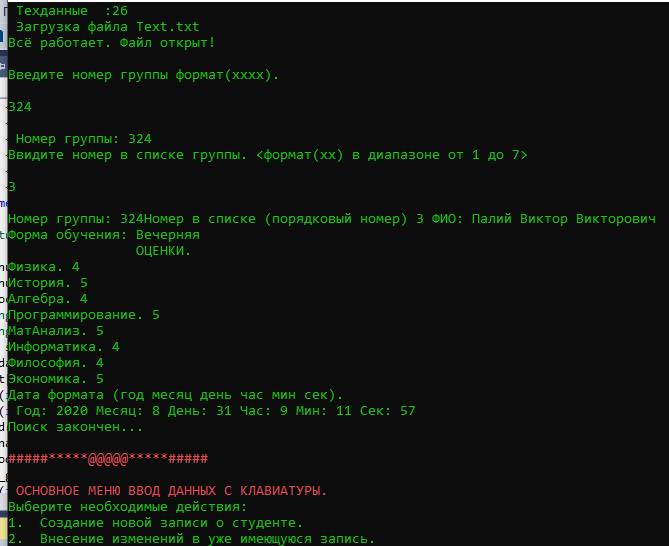 Техданные  :26
Загрузка файла Text.txt
Всё работает. Файл открыт!
Введите номер группы формат(xxxx).
324
Номер группы: 324
Ввидите номер в списке группы. <формат(xx) в диапазоне от 1 до 7>
3
Номер группы: 324Номер в списке (порядковый номер) 3 ФИО: Палий Виктор Викторович
Форма обучения: Вечерняя
ОЦЕНКИ.
Физика. 4
История. 5
Алгебра. 4
Программирование. 5
МатАнализ. 5
Информатика. 4
Философия. 4
Экономика. 5
Дата формата (год месяц день час мин сек).
Год: 2020 Месяц: 8 День: 31 Час: 9 Мин: 11 Сек: 57
Поиск закончен...
#####*****@@@@@*****#####
ОСНОВНОЕ МЕНЮ ВВОД ДАННЫХ С КЛАВИАТУРЫ.
Выберите необходимые действия:
1.  Создание новой записи о студенте.
2.  Внесение изменений в уже имеющуюся запись.